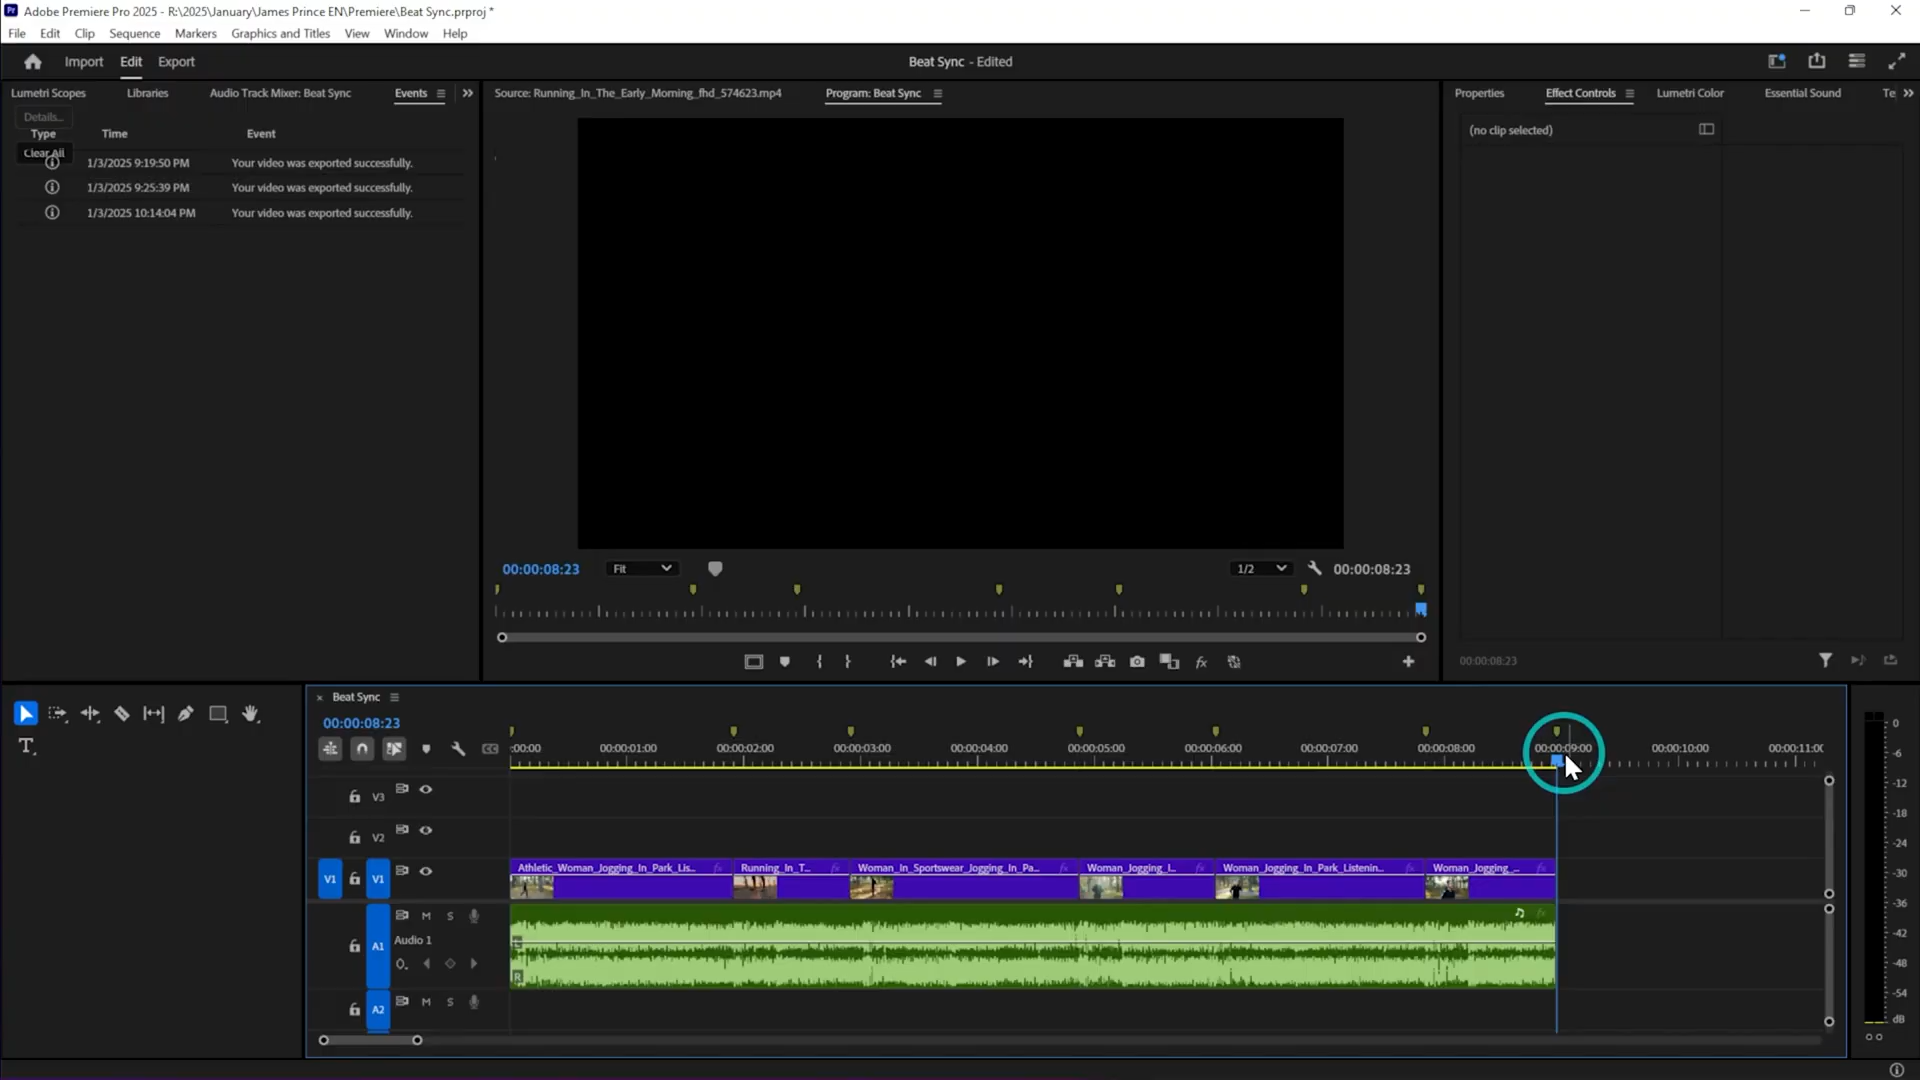 Adobe Premiere Pro 2025 - R:\2025\January\James Prince EN\Premiere\Beat Sync.prproj *
File Edit Clip Sequence Markers Graphics and Titles View Window Help
Import Edit Export
Beat Sync - Edited
Lumetri Scopes Libraries Audio Track Mixer: Beat Sync Events
Source: Running_In_The_Early_Morning_fhd_574623.mp4 Program: Beat Sync
Properties Effect Controls Lumetri Color Essential Sound Te
Details...
Type Time Event
Clear All
1/3/2025 9:19:50 PM Your video was exported successfully.
1/3/2025 9:25:39 PM Your video was exported successfully.
1/3/2025 10:14:04 PM Your video was exported successfully.
(no clip selected)
00:00:08:23 Fit 1/2 00:00:08:23
00:00:08:23
Beat Sync
00:00:08:23
:00:00 00:00:01:00 00:00:02:00 00:00:03:00 00:00:04:00 00:00:05:00 00:00:06:00 00:00:07:00 00:00:08:00 00:00:09:00 00:00:10:00 00:00:11:0
V3
V2
V1 V1
Athletic_Woman_Jogging_In_Park_Lis... fx Running_In_T... fx Woman_In_Sportswear_Jogging_In_Pa... fx Woman_Jogging_I... fx Woman_Jogging_In_Park_Listenin... fx Woman_Jogging_... fx
A1 M S
Audio 1
R
A2 M S
0
-6
-12
-18
-24
-30
-36
-42
-48
-54
dB